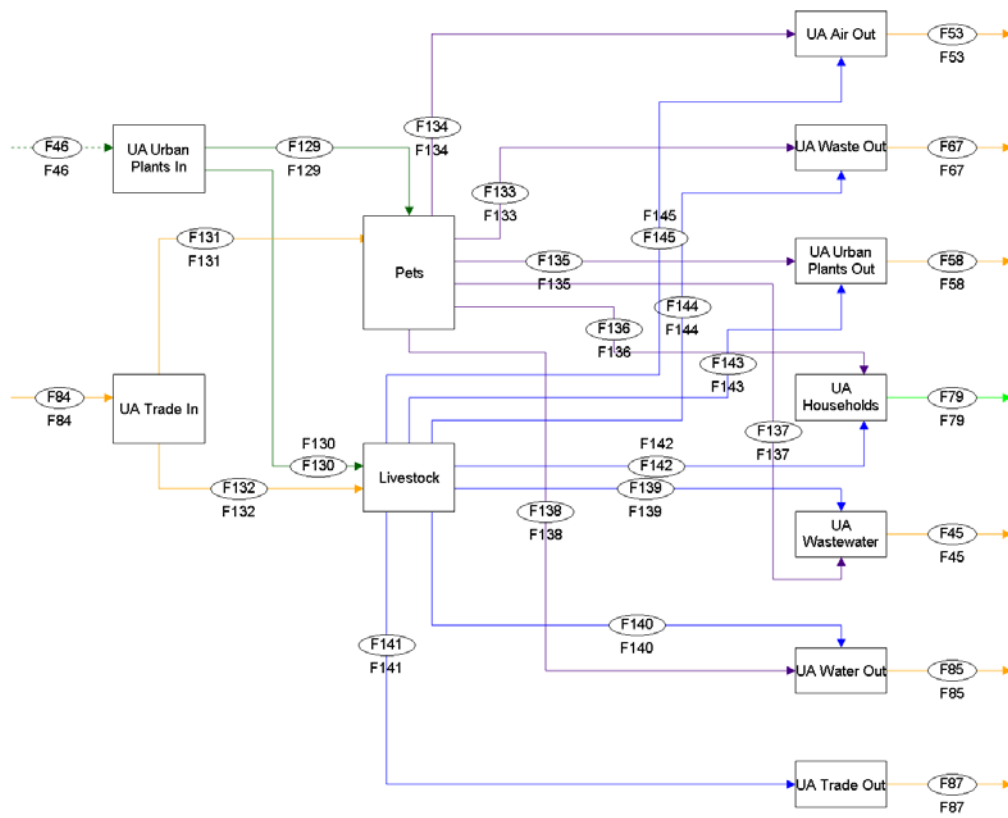 UA Air Out
F53
F53
F134
F134
F46
F46
UA Urban
Plants In
F129
F129
UA Waste Out
F67
F67
F133
F133
F145
F145
F131
F131
Pets
F135
F135
UA Urban
Plants Out
F58
F58
F144
F144
F136
F136
F143
F143
F84
F84
UA Trade In
UA
Households
F79
F79
F137
F137
F130
F130
F142
F142
Livestock
F132
F132
F139
F139
F138
F138
UA
Wastewater
F45
F45
F140
F140
F141
F141
UA Water Out
F85
F85
UA Trade Out
F87
F87